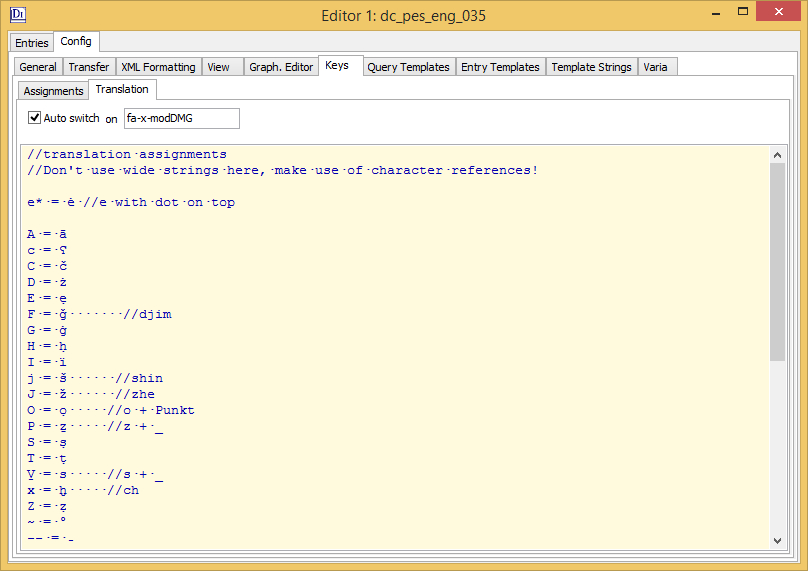 Editor 1: dc_pes_eng_035
Entries Config
General Transfer XML Formatting View Graph. Editor Keys Query Templates Entry Templates Template Strings Varia
Assignments Translation
Auto switch on fa-x-modDMG
//translation·assignments
//Don't·use·wide·strings·here,·make·use·of·character·references!
e*·=·ė·//e·with·dot·on·top
A·=·ā
c·=·ʕ
C·=·č
D·=·ż
E·=·ẹ
F·=·ǧ·······//djim
G·=·ġ
H·=·ḥ
I·=·ī
j·=·š······//shin
J·=·ž······//zhe
O·=·ọ·····//o·+·Punkt
P·=·ẕ·····//z·+·_
S·=·ṣ
T·=·ṭ
V·=·s̱·····//s·+·_
x·=·ḫ·····//ch
Z·=·ẓ
~·=·°
--·=·-